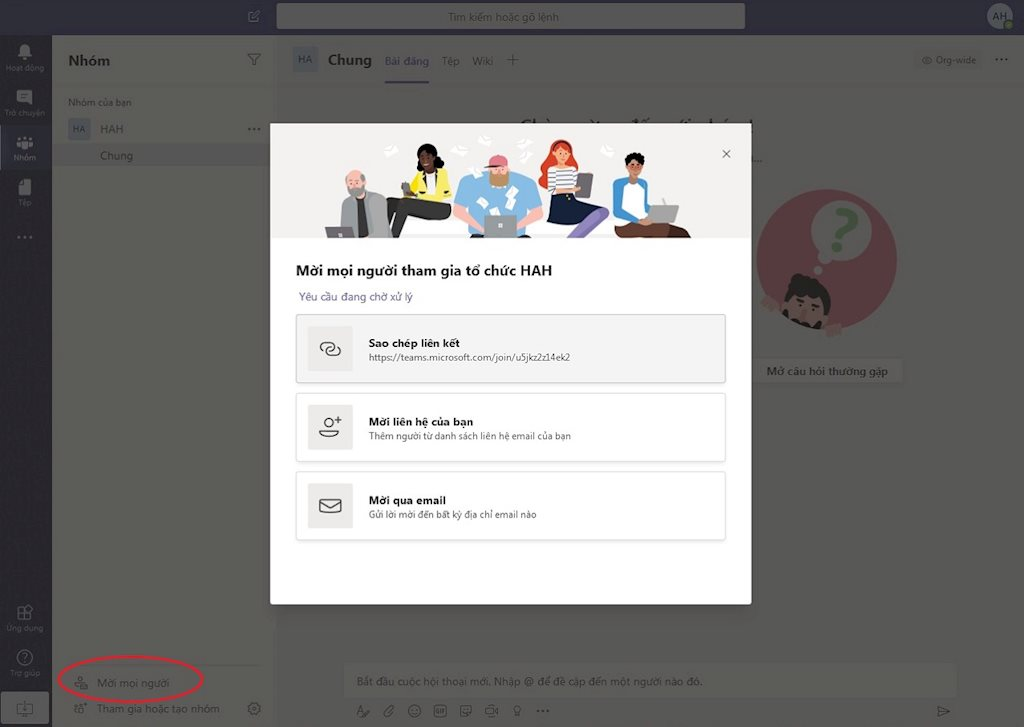 Tìm kiếm hoặc gõ lệnh
AH
Hoạt động
Trò chuyện
Nhóm
Tệp
Ứng dụng
Trợ giúp
Nhóm
Nhóm của bạn
HA HAH
Chung
Mời mọi người
Tham gia hoặc tạo nhóm
HA Chung Bài đăng Tệp Wiki
Org-wide
Mời mọi người tham gia tổ chức HAH
Yêu cầu đang chờ xử lý
Sao chép liên kết
https://teams.microsoft.com/join/u5jkz2z14ek2
Mời liên hệ của bạn
Thêm người từ danh sách liên hệ email của bạn
Mời qua email
Gửi lời mời đến bất kỳ địa chỉ email nào
?
Mở câu hỏi thường gặp
Bắt đầu cuộc hội thoại mới. Nhập @ để đề cập đến một người nào đó.
GIF